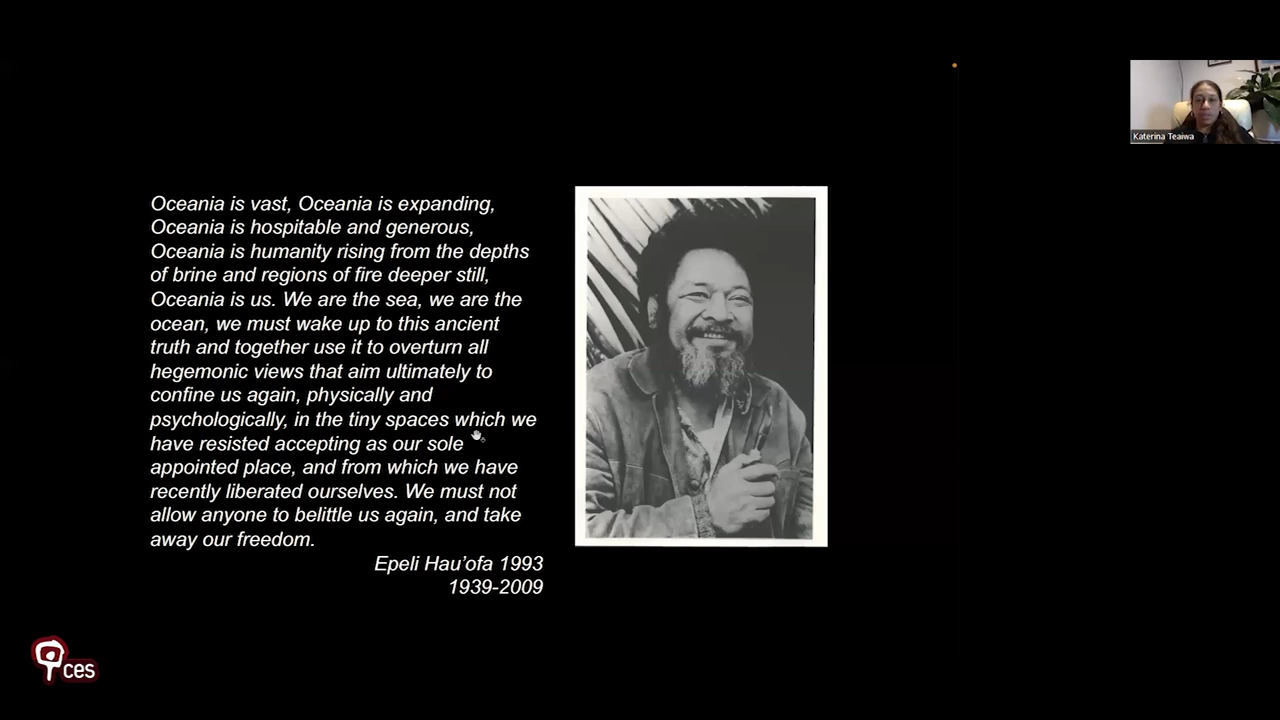 Katerina Teaiwa
Oceania is vast, Oceania is expanding,
Oceania is hospitable and generous,
Oceania is humanity rising from the depths
of brine and regions of fire deeper still,
Oceania is us. We are the sea, we are the
ocean, we must wake up to this ancient
truth and together use it to overturn all
hegemonic views that aim ultimately to
confine us again, physically and
psychologically, in the tiny spaces which we
have resisted accepting as our sole
appointed place, and from which we have
recently liberated ourselves. We must not
allow anyone to belittle us again, and take
away our freedom.
Epeli Hau’ofa 1993
1939-2009
ces